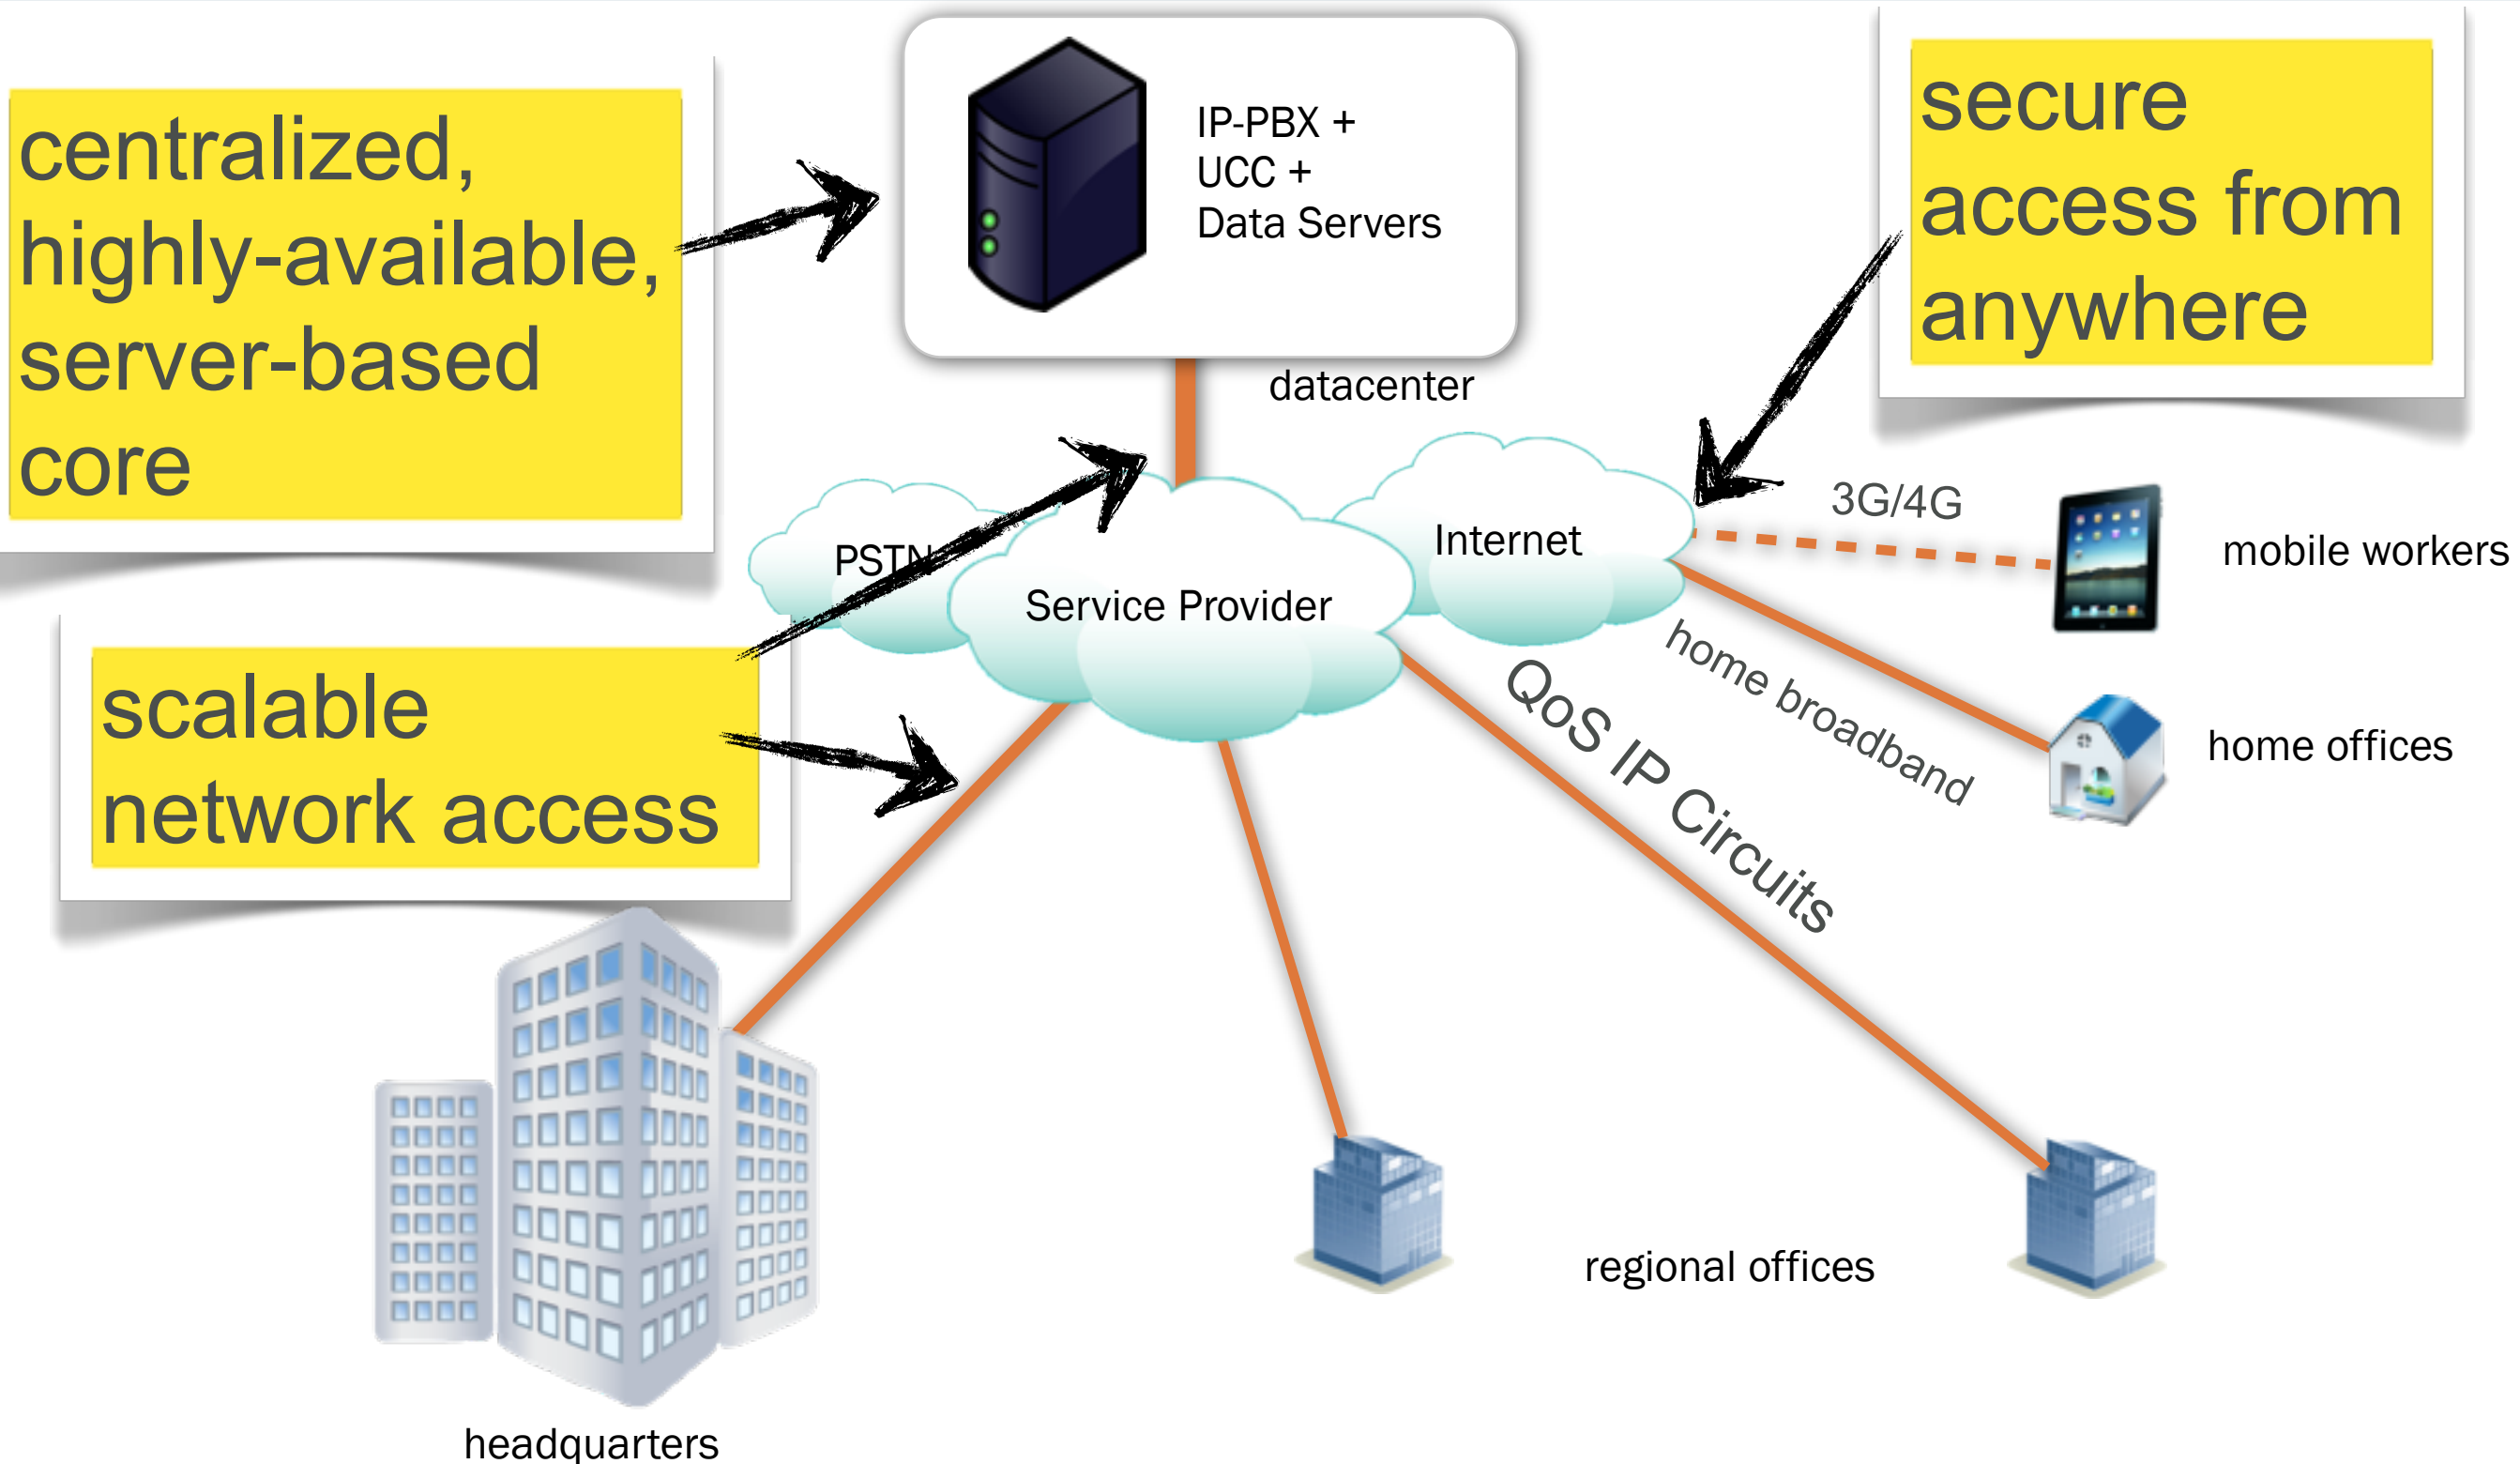 centralized,
highly-available,
server-based
core
IP-PBX +
UCC +
Data Servers
datacenter
secure
access from
anywhere
PSTN
Service Provider
Internet
3G/4G
mobile workers
home broadband
home offices
QoS IP Circuits
scalable
network access
regional offices
headquarters